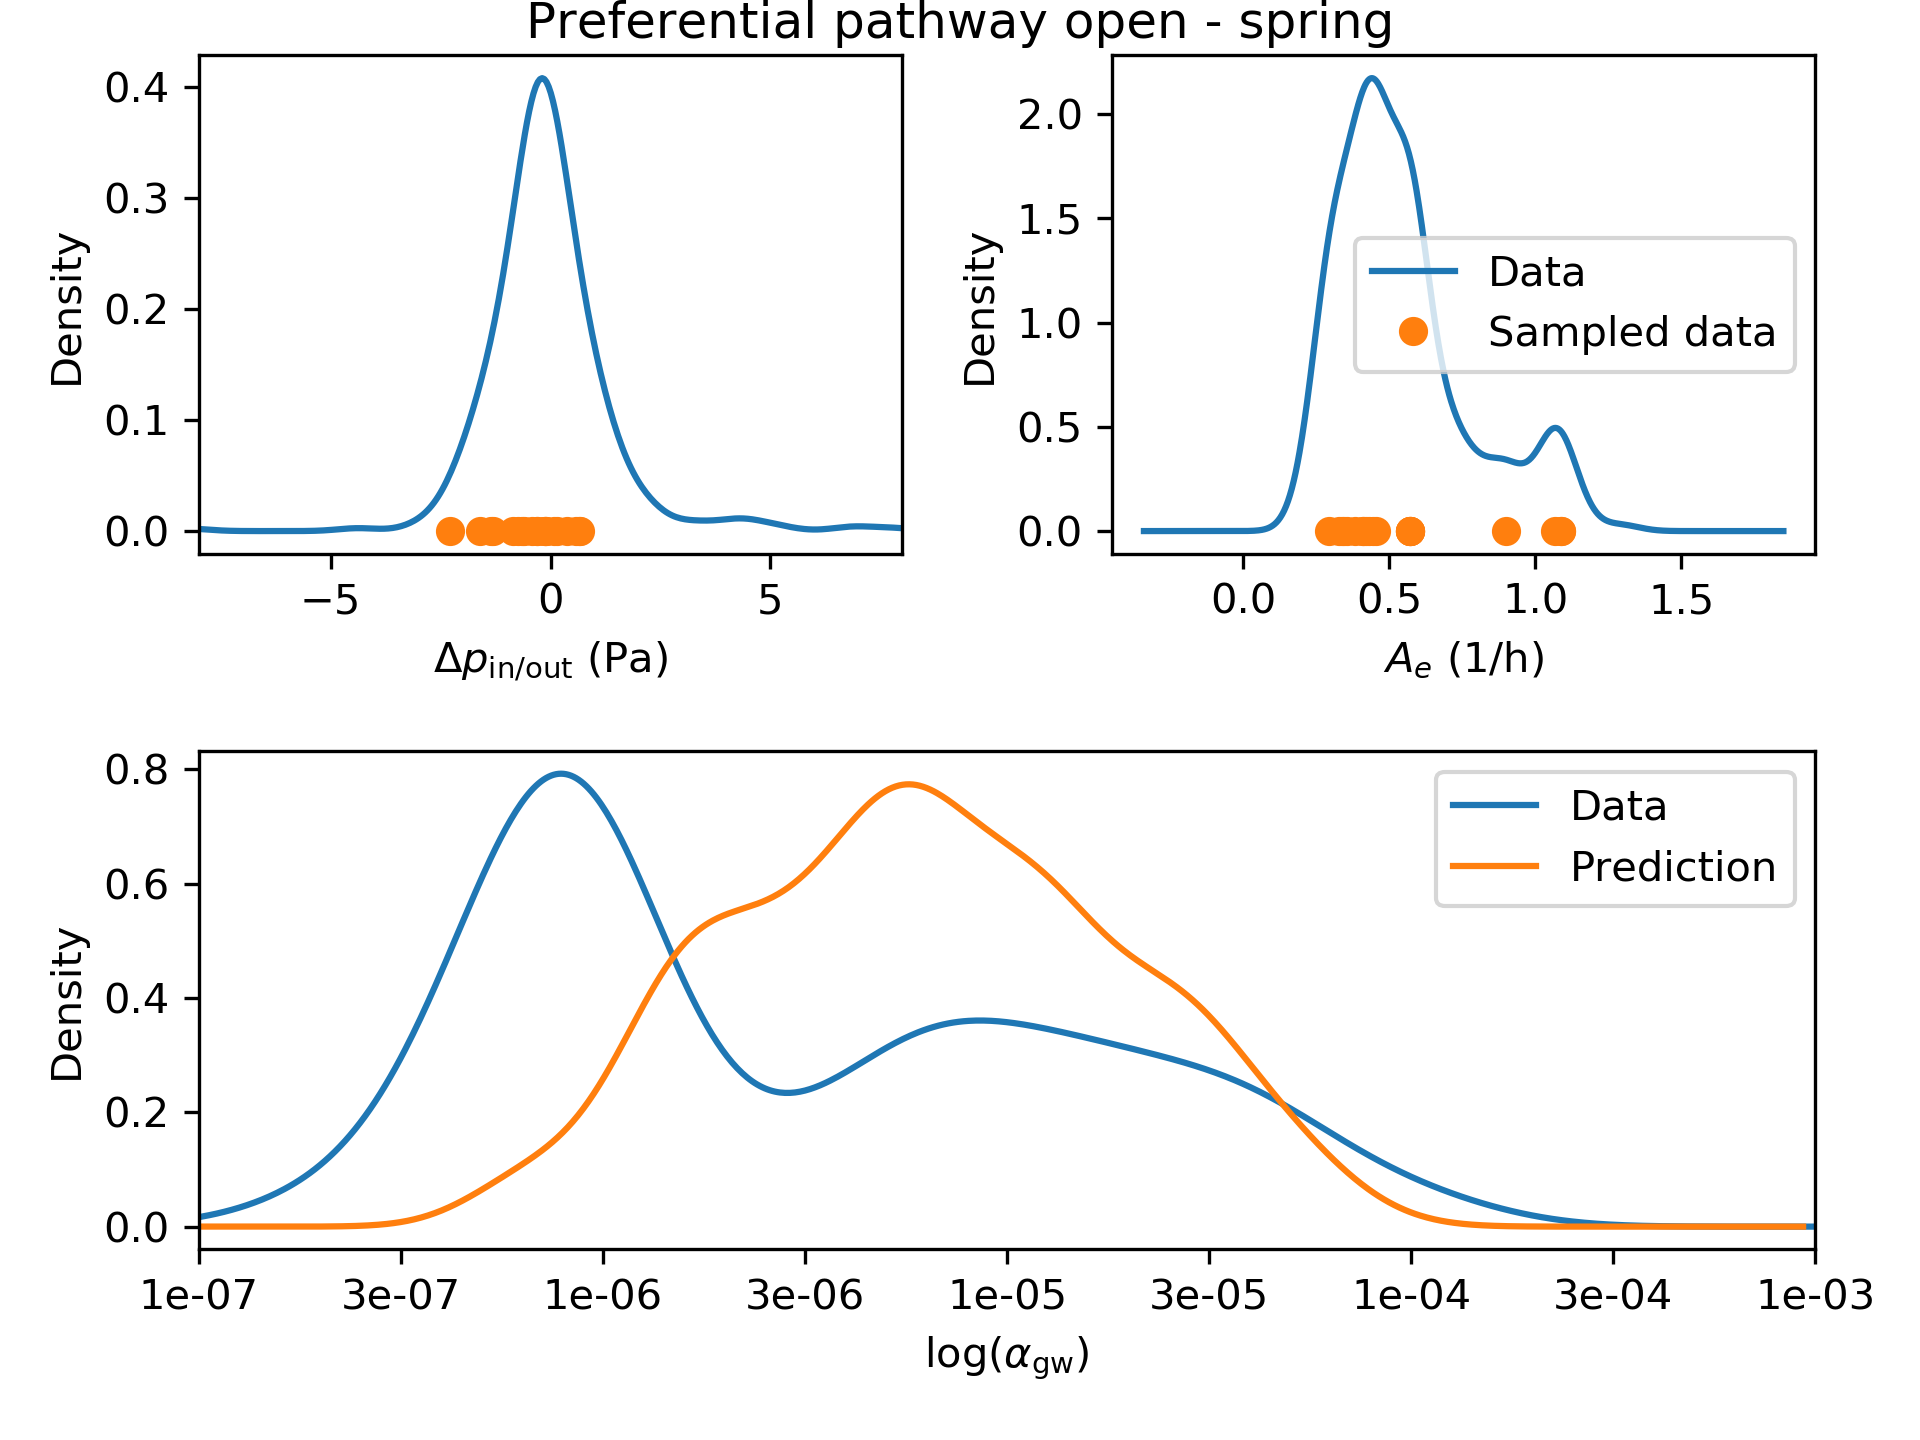 Preferential pathway open - spring
Density
0.4
0.3
0.2
0.1
0.0
−5 0 5
Δp_in/out (Pa)
Density
2.0
1.5
1.0
0.5
0.0
Data
Sampled data
0.0 0.5 1.0 1.5
A_e (1/h)
Density
0.8
0.6
0.4
0.2
0.0
Data
Prediction
1e-07 3e-07 1e-06 3e-06 1e-05 3e-05 1e-04 3e-04 1e-03
log(α_gw)